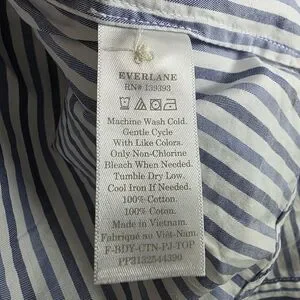 EVERLANE
RN# 139393
Machine Wash Cold.
Gentle Cycle
With Like Colors.
Only Non-Chlorine
Bleach When Needed.
Tumble Dry Low.
Cool Iron If Needed.
100% Cotton.
100% Coton.
Made in Vietnam.
Fabriqué au Viêt-Nam.
F-BDY-CTN-PJ-TOP
PP3132544390